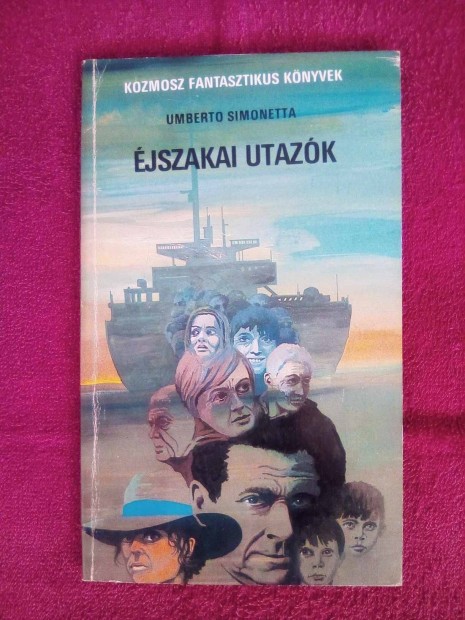 KOZMOSZ FANTASZTIKUS KÖNYVEK
UMBERTO SIMONETTA
ÉJSZAKAI UTAZÓK